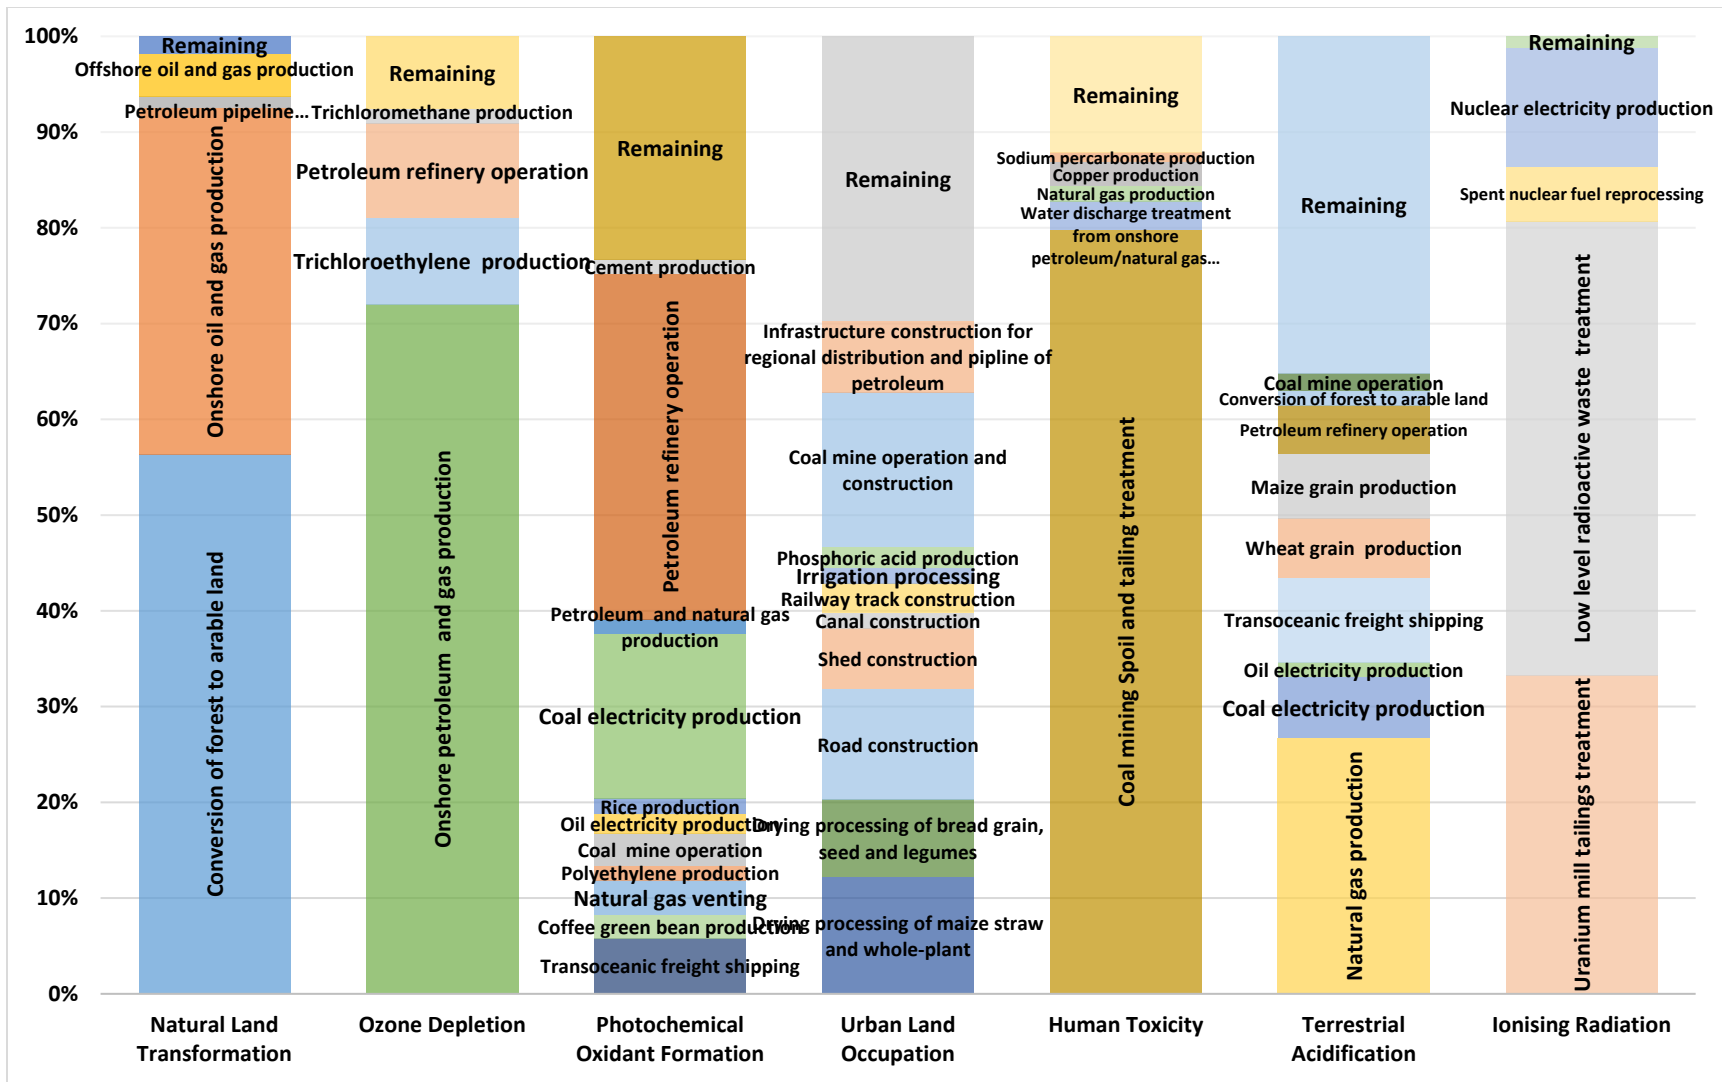 100%
90%
80%
70%
60%
50%
40%
30%
20%
10%
0%
Remaining
Offshore oil and gas production
Petroleum pipeline...
Onshore oil and gas production
Conversion of forest to arable land
Natural Land
Transformation
Remaining
Trichloromethane production
Petroleum refinery operation
Trichloroethylene production
Onshore petroleum and gas production
Ozone Depletion
Remaining
Cement production
Petroleum refinery operation
Petroleum and natural gas
production
Coal electricity production
Rice production
Oil electricity production
Coal mine operation
Polyethylene production
Natural gas venting
Coffee green bean production
Transoceanic freight shipping
Photochemical
Oxidant Formation
Remaining
Infrastructure construction for
regional distribution and pipline of
petroleum
Coal mine operation and
construction
Phosphoric acid production
Irrigation processing
Railway track construction
Canal construction
Shed construction
Road construction
Drying processing of bread grain,
seed and legumes
Drying processing of maize straw
and whole-plant
Urban Land
Occupation
Remaining
Sodium percarbonate production
Copper production
Natural gas production
Water discharge treatment
from onshore
petroleum/natural gas...
Coal mining Spoil and tailing treatment
Human Toxicity
Remaining
Coal mine operation
Conversion of forest to arable land
Petroleum refinery operation
Maize grain production
Wheat grain production
Transoceanic freight shipping
Oil electricity production
Coal electricity production
Natural gas production
Terrestrial
Acidification
Remaining
Nuclear electricity production
Spent nuclear fuel reprocessing
Low level radioactive waste treatment
Uranium mill tailings treatment
Ionising Radiation